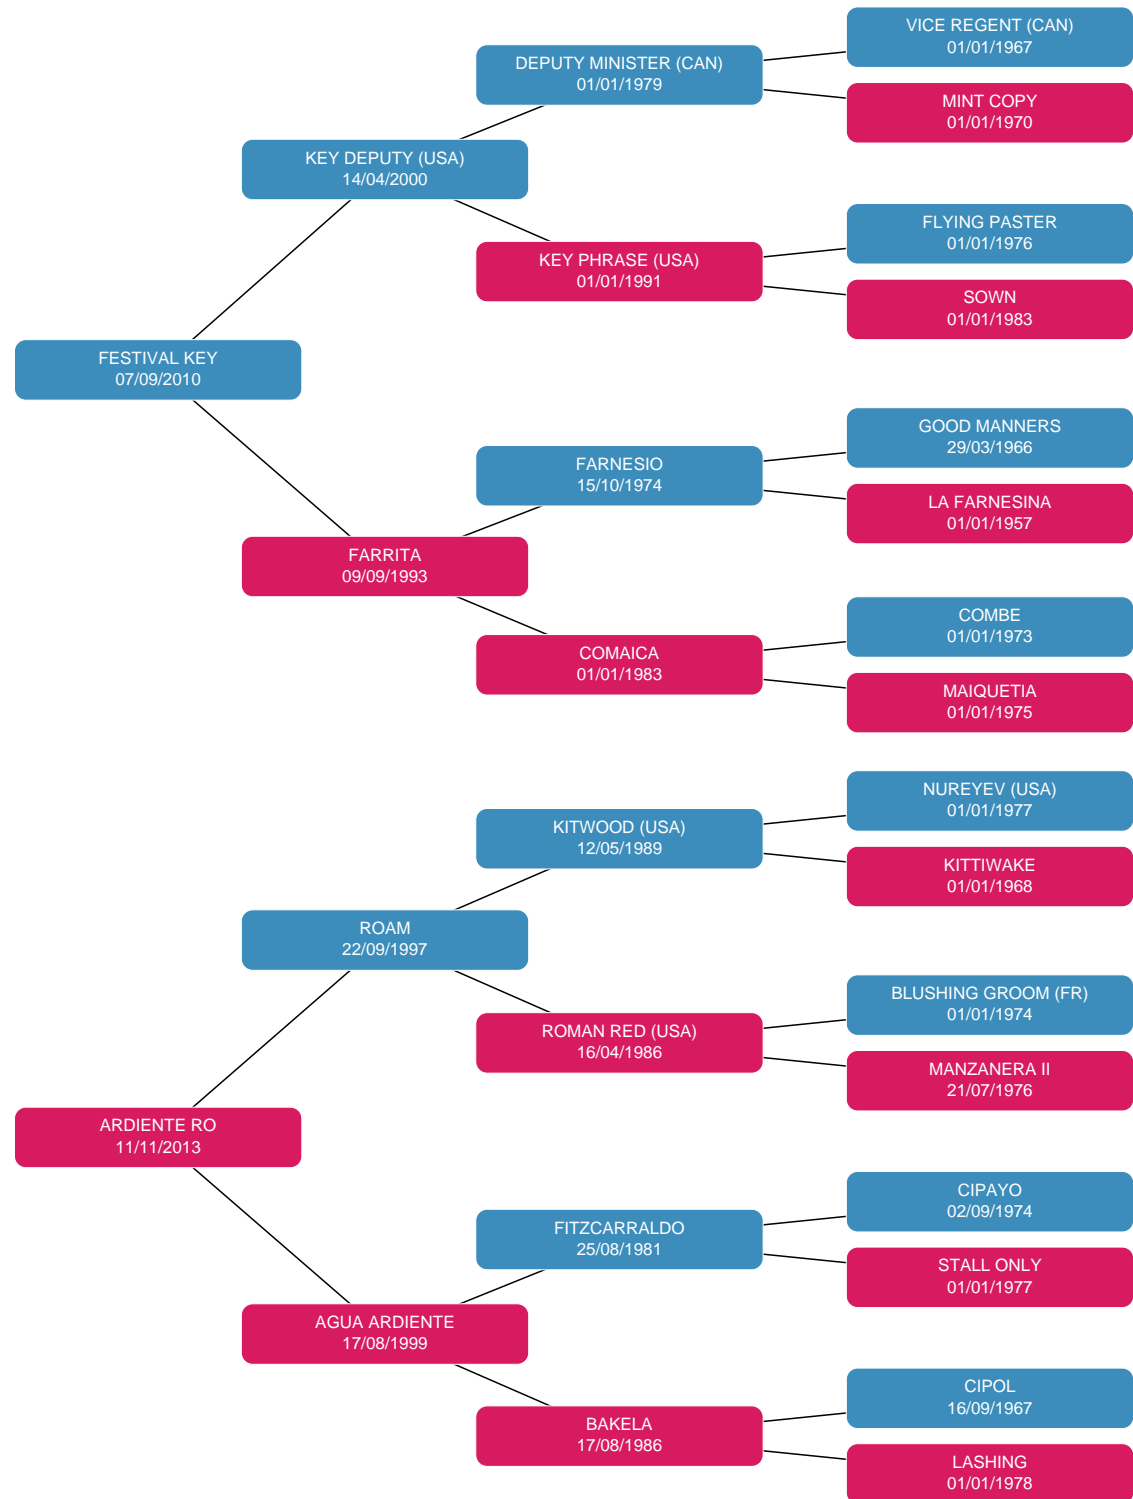 VICE REGENT (CAN)
01/01/1967
DEPUTY MINISTER (CAN)
01/01/1979
MINT COPY
01/01/1970
KEY DEPUTY (USA)
14/04/2000
FLYING PASTER
01/01/1976
KEY PHRASE (USA)
01/01/1991
SOWN
01/01/1983
FESTIVAL KEY
07/09/2010
GOOD MANNERS
29/03/1966
FARNESIO
15/10/1974
LA FARNESINA
01/01/1957
FARRITA
09/09/1993
COMBE
01/01/1973
COMAICA
01/01/1983
MAIQUETIA
01/01/1975
NUREYEV (USA)
01/01/1977
KITWOOD (USA)
12/05/1989
KITTIWAKE
01/01/1968
ROAM
22/09/1997
BLUSHING GROOM (FR)
01/01/1974
ROMAN RED (USA)
16/04/1986
MANZANERA II
21/07/1976
ARDIENTE RO
11/11/2013
CIPAYO
02/09/1974
FITZCARRALDO
25/08/1981
STALL ONLY
01/01/1977
AGUA ARDIENTE
17/08/1999
CIPOL
16/09/1967
BAKELA
17/08/1986
LASHING
01/01/1978